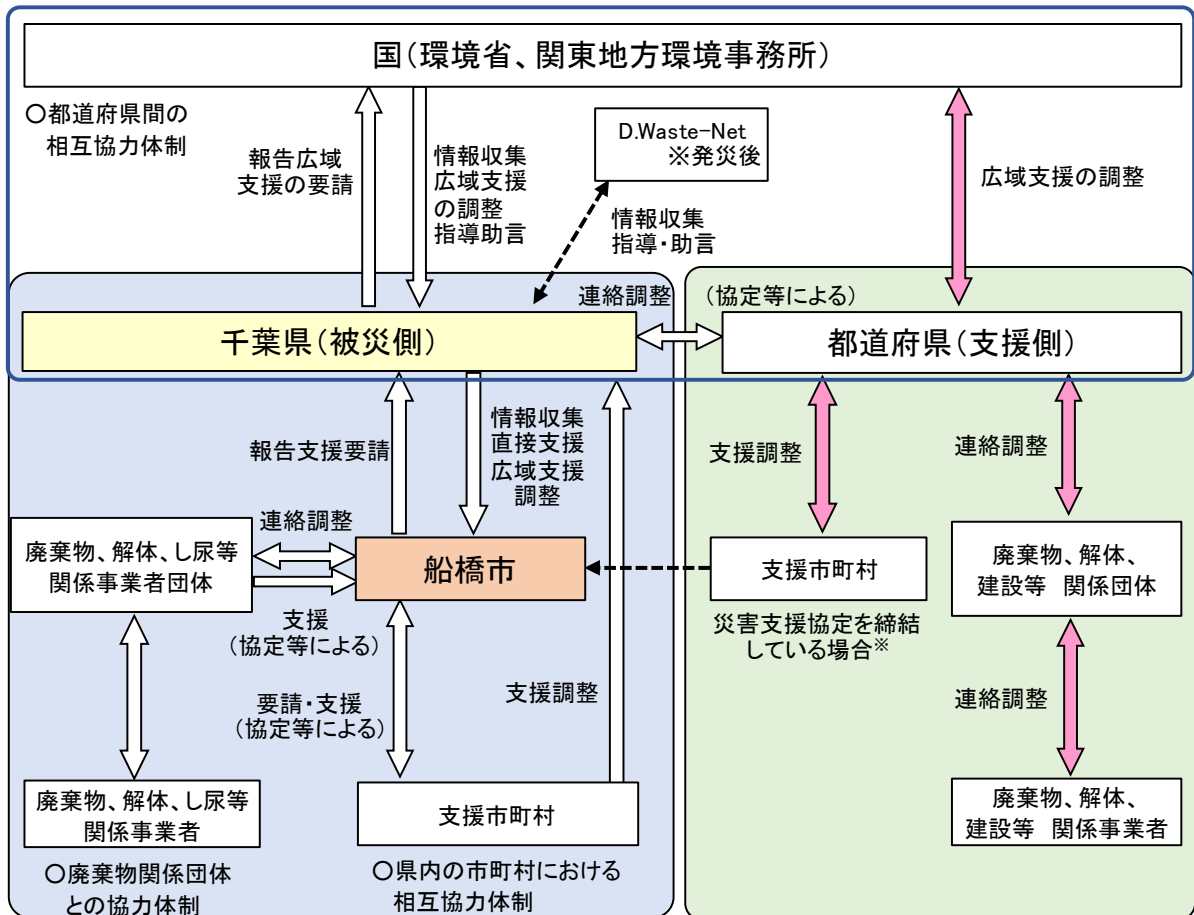 国(環境省、関東地方環境事務所)
○都道府県間の
相互協力体制
報告広域
支援の要請
情報収集
広域支援
の調整
指導助言
D.Waste-Net
※発災後
情報収集
指導・助言
広域支援の調整
連絡調整
(協定等による)
千葉県(被災側)
都道府県(支援側)
報告支援要請
情報収集
直接支援
広域支援
調整
支援調整
連絡調整
連絡調整
廃棄物、解体、し尿等
関係事業者団体
船橋市
支援市町村
廃棄物、解体、
建設等 関係団体
支援
(協定等による)
災害支援協定を締結
している場合※
要請・支援
(協定等による)
支援調整
連絡調整
廃棄物、解体、し尿等
関係事業者
支援市町村
廃棄物、解体、
建設等 関係事業者
○廃棄物関係団体
との協力体制
○県内の市町村における
相互協力体制